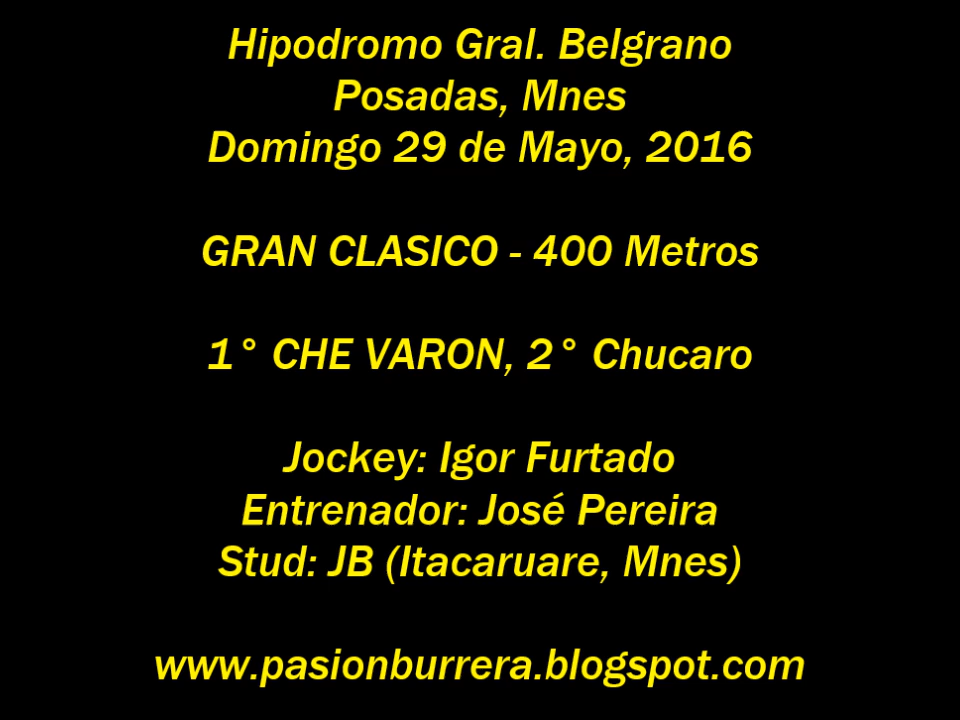 Hipodromo Gral. Belgrano
Posadas, Mnes
Domingo 29 de Mayo, 2016
GRAN CLASICO - 400 Metros
1° CHE VARON, 2° Chucaro
Jockey: Igor Furtado
Entrenador: José Pereira
Stud: JB (Itacaruare, Mnes)
www.pasionburrera.blogspot.com